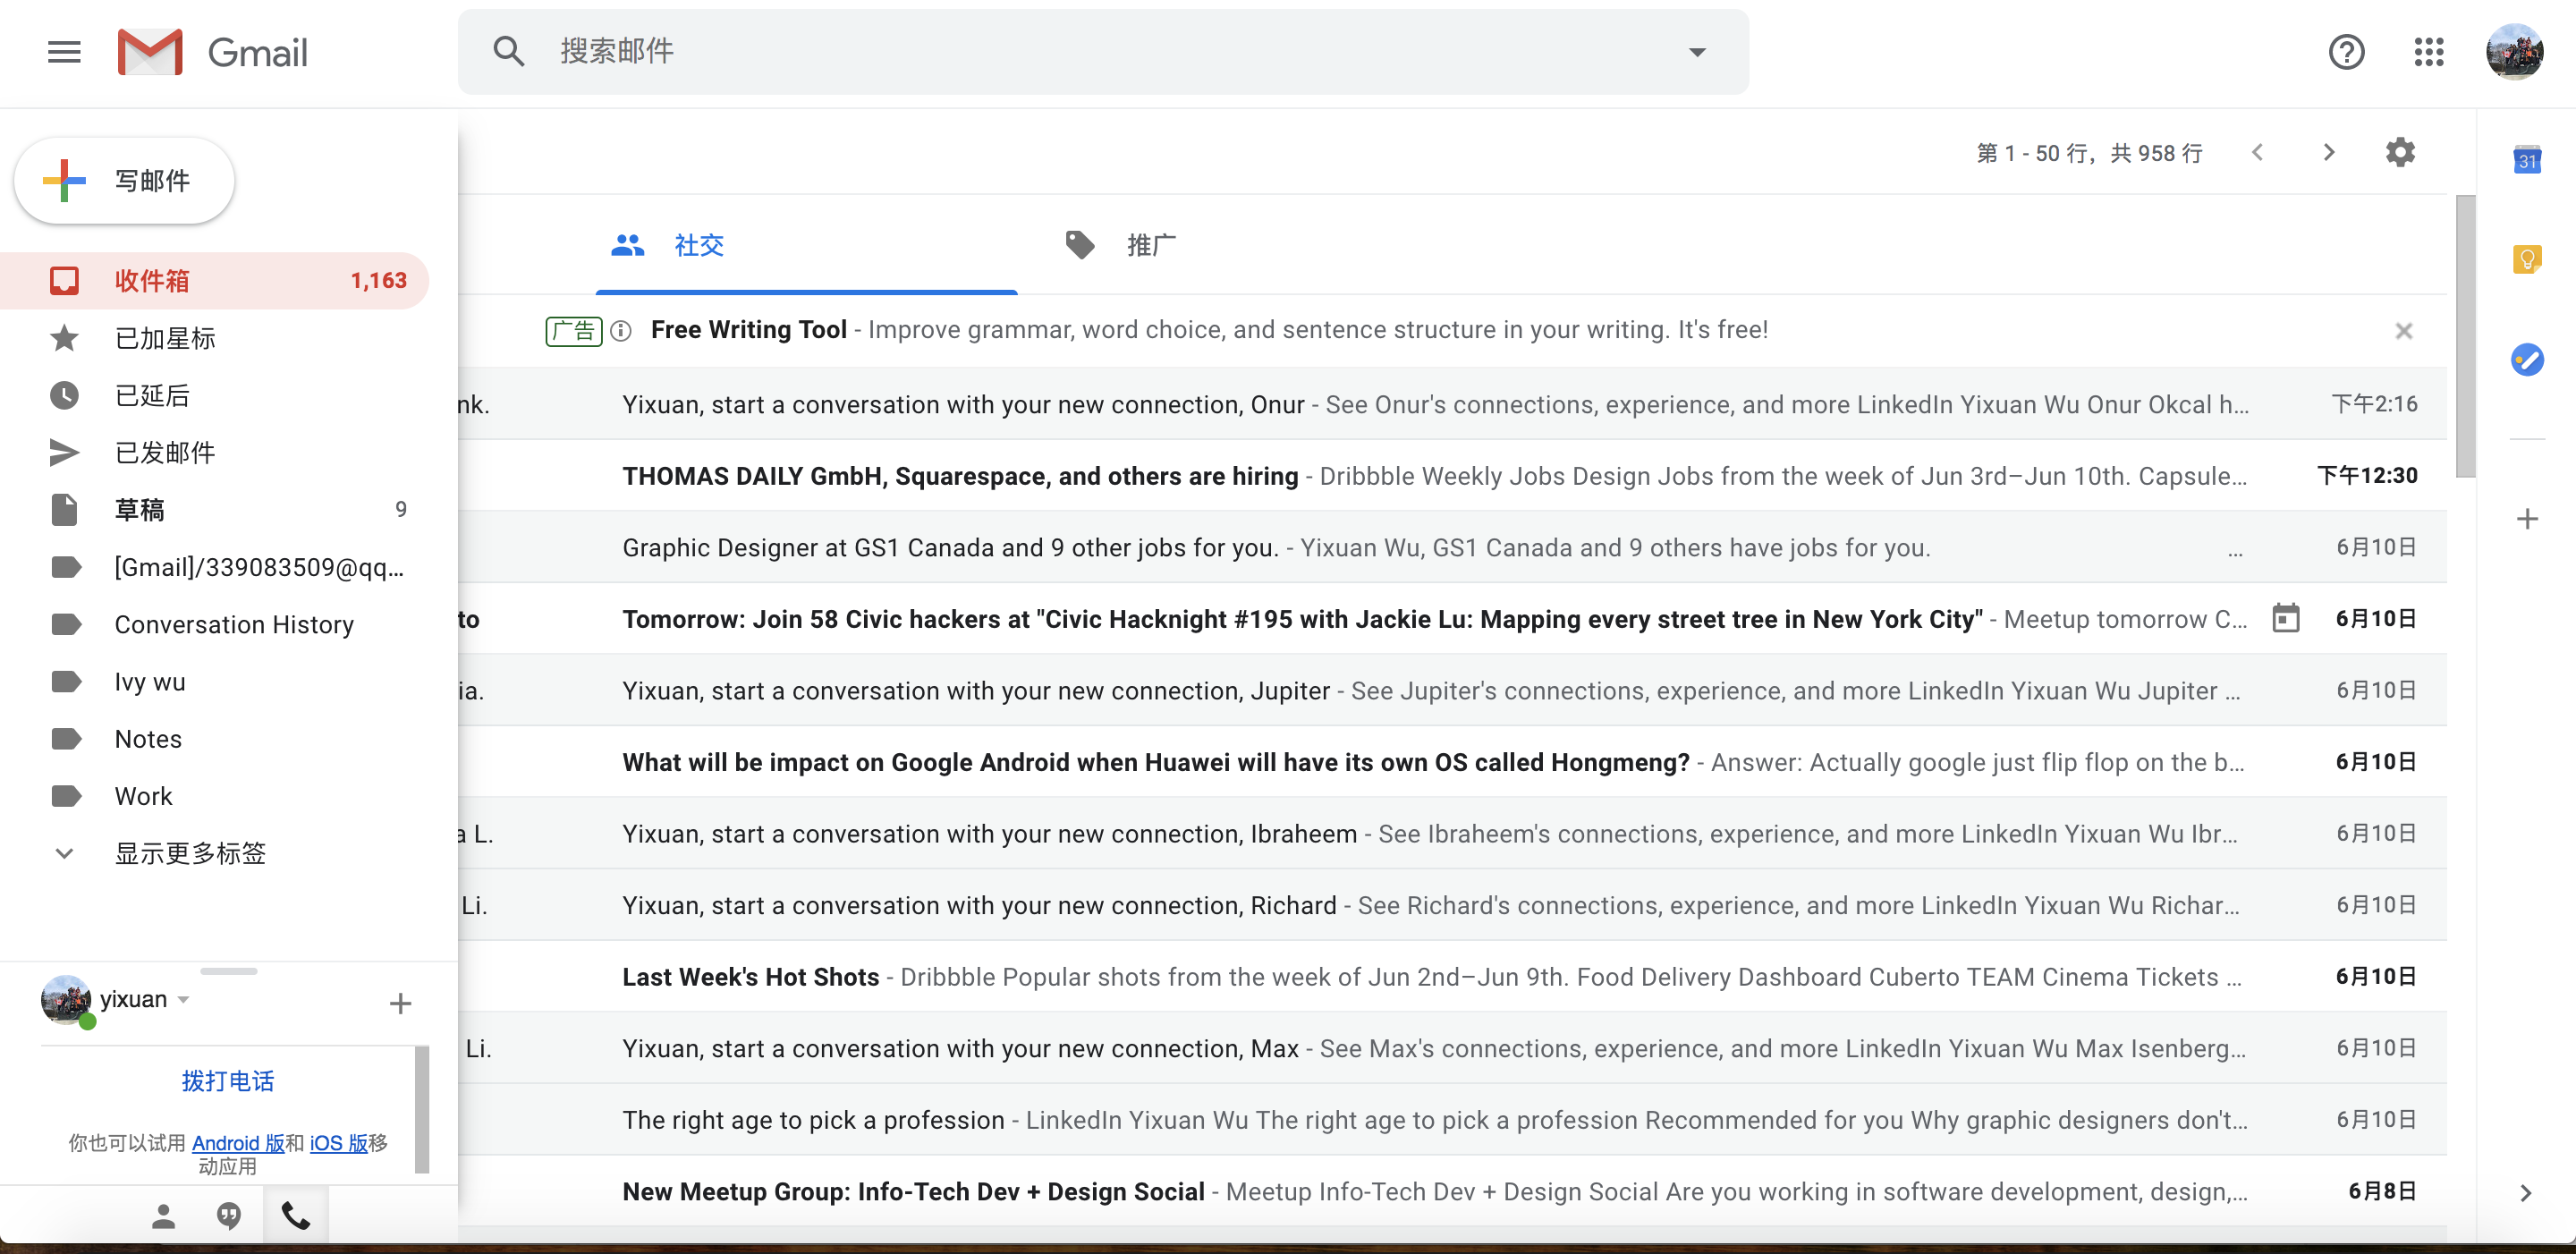 Gmail
搜索邮件
写邮件
第 1 - 50 行，共 958 行
31
收件箱 1,163
已加星标
已延后
已发邮件
草稿 9
[Gmail]/339083509@qq...
Conversation History
Ivy wu
Notes
Work
显示更多标签
社交
推广
广告 Free Writing Tool - Improve grammar, word choice, and sentence structure in your writing. It's free!
nk. Yixuan, start a conversation with your new connection, Onur - See Onur's connections, experience, and more LinkedIn Yixuan Wu Onur Okcal h... 下午2:16
THOMAS DAILY GmbH, Squarespace, and others are hiring - Dribbble Weekly Jobs Design Jobs from the week of Jun 3rd–Jun 10th. Capsule... 下午12:30
Graphic Designer at GS1 Canada and 9 other jobs for you. - Yixuan Wu, GS1 Canada and 9 others have jobs for you. ... 6月10日
to Tomorrow: Join 58 Civic hackers at "Civic Hacknight #195 with Jackie Lu: Mapping every street tree in New York City" - Meetup tomorrow C... 6月10日
ia. Yixuan, start a conversation with your new connection, Jupiter - See Jupiter's connections, experience, and more LinkedIn Yixuan Wu Jupiter ... 6月10日
What will be impact on Google Android when Huawei will have its own OS called Hongmeng? - Answer: Actually google just flip flop on the b... 6月10日
a L. Yixuan, start a conversation with your new connection, Ibraheem - See Ibraheem's connections, experience, and more LinkedIn Yixuan Wu Ibr... 6月10日
Li. Yixuan, start a conversation with your new connection, Richard - See Richard's connections, experience, and more LinkedIn Yixuan Wu Richar... 6月10日
Last Week's Hot Shots - Dribbble Popular shots from the week of Jun 2nd–Jun 9th. Food Delivery Dashboard Cuberto TEAM Cinema Tickets ... 6月10日
Li. Yixuan, start a conversation with your new connection, Max - See Max's connections, experience, and more LinkedIn Yixuan Wu Max Isenberg... 6月10日
The right age to pick a profession - LinkedIn Yixuan Wu The right age to pick a profession Recommended for you Why graphic designers don't... 6月10日
New Meetup Group: Info-Tech Dev + Design Social - Meetup Info-Tech Dev + Design Social Are you working in software development, design,... 6月8日
yixuan
拨打电话
你也可以试用 Android 版和 iOS 版移
动应用